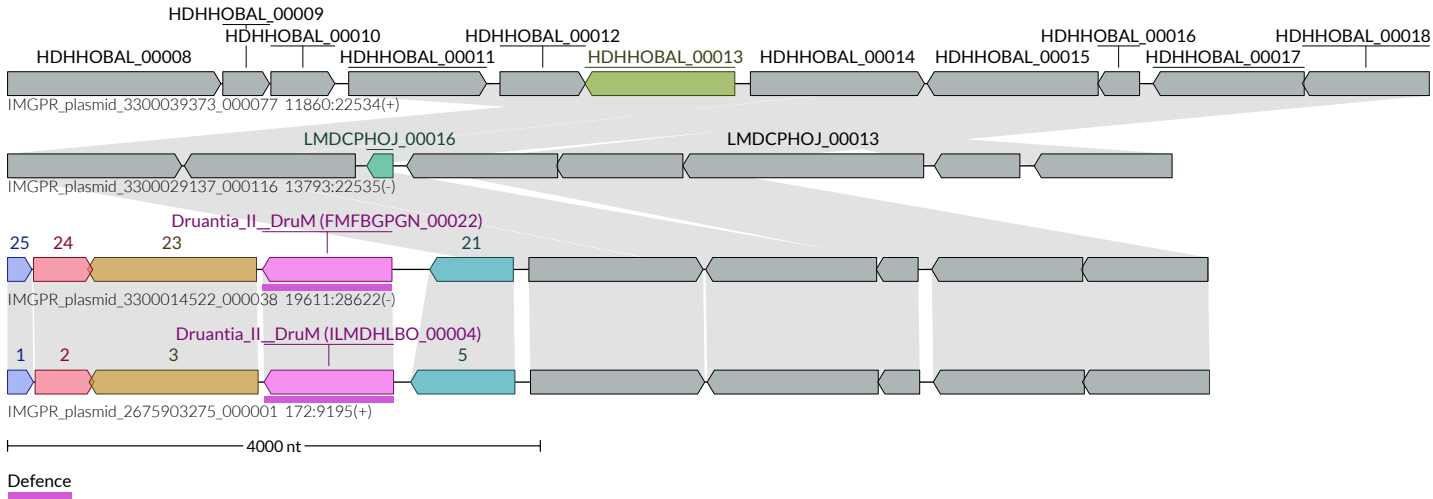 HDHHOBAL_00009
HDHHOBAL_00010 HDHHOBAL_00012 HDHHOBAL_00016 HDHHOBAL_00018
HDHHOBAL_00008 HDHHOBAL_00011 HDHHOBAL_00013 HDHHOBAL_00014 HDHHOBAL_00015 HDHHOBAL_00017
IMGPR_plasmid_3300039373_000077 11860:22534(+)
LMDCPHOJ_00016 LMDCPHOJ_00013
IMGPR_plasmid_3300029137_000116 13793:22535(-)
Druantia_II__DruM (FMFBGPGN_00022)
25 24 23 21
IMGPR_plasmid_3300014522_000038 19611:28622(-)
Druantia_II__DruM (ILMDHLBO_00004)
1 2 3 5
IMGPR_plasmid_2675903275_000001 172:9195(+)
4000 nt
Defence